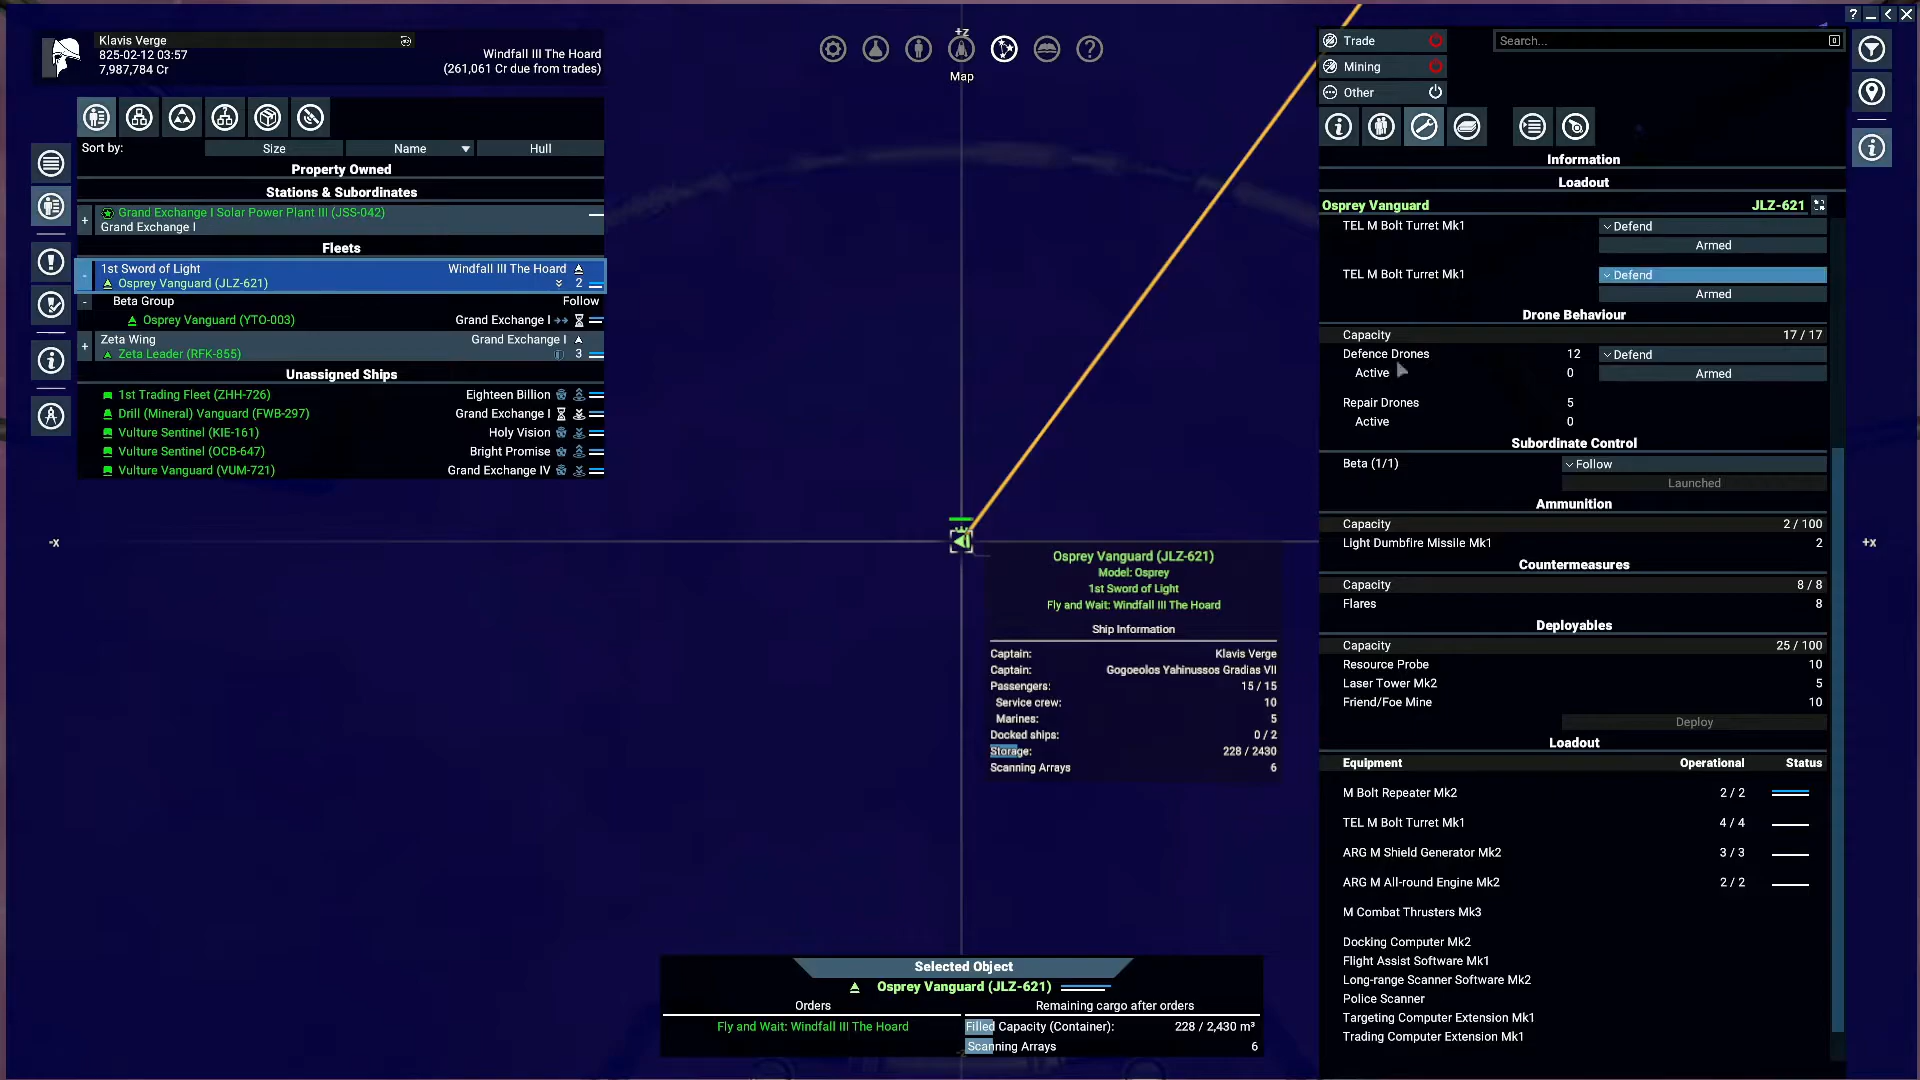 Klavis Verge
825-02-12 03:57
7,987,784 Cr
Windfall III The Hoard
(261,061 Cr due from trades)
+Z
Map
Sort by:
Size
Name
Hull
Property Owned
Stations & Subordinates
+
Grand Exchange I Solar Power Plant III (JSS-042)
Grand Exchange I
Fleets
-
1st Sword of Light Windfall III The Hoard
Osprey Vanguard (JLZ-621) 2
-
Beta Group Follow
Osprey Vanguard (YTO-003) Grand Exchange I
+
Zeta Wing Grand Exchange I
Zeta Leader (RFK-855) 3
Unassigned Ships
1st Trading Fleet (ZHH-726) Eighteen Billion
Drill (Mineral) Vanguard (FWB-297) Grand Exchange I
Vulture Sentinel (KIE-161) Holy Vision
Vulture Sentinel (OCB-647) Bright Promise
Vulture Vanguard (VUM-721) Grand Exchange IV
-X
+X
Osprey Vanguard (JLZ-621)
Model: Osprey
1st Sword of Light
Fly and Wait: Windfall III The Hoard
Ship Information
Captain: Klavis Verge
Captain: Gogoeolos Yahinussos Gradias VII
Passengers: 15 / 15
Service crew: 10
Marines: 5
Docked ships: 0 / 2
Storage: 228 / 2430
Scanning Arrays 6
Selected Object
Osprey Vanguard (JLZ-621)
Orders
Remaining cargo after orders
Fly and Wait: Windfall III The Hoard
Filled Capacity (Container): 228 / 2,430 m³
Scanning Arrays 6
Trade
Mining
Other
Search...
Information
Loadout
Osprey Vanguard JLZ-621
TEL M Bolt Turret Mk1 Defend
Armed
TEL M Bolt Turret Mk1 Defend
Armed
Drone Behaviour
Capacity 17 / 17
Defence Drones 12 Defend
Active 0 Armed
Repair Drones 5
Active 0
Subordinate Control
Beta (1/1) Follow
Launched
Ammunition
Capacity 2 / 100
Light Dumbfire Missile Mk1 2
Countermeasures
Capacity 8 / 8
Flares 8
Deployables
Capacity 25 / 100
Resource Probe 10
Laser Tower Mk2 5
Friend/Foe Mine 10
Deploy
Loadout
Equipment Operational Status
M Bolt Repeater Mk2 2 / 2
TEL M Bolt Turret Mk1 4 / 4
ARG M Shield Generator Mk2 3 / 3
ARG M All-round Engine Mk2 2 / 2
M Combat Thrusters Mk3
Docking Computer Mk2
Flight Assist Software Mk1
Long-range Scanner Software Mk2
Police Scanner
Targeting Computer Extension Mk1
Trading Computer Extension Mk1